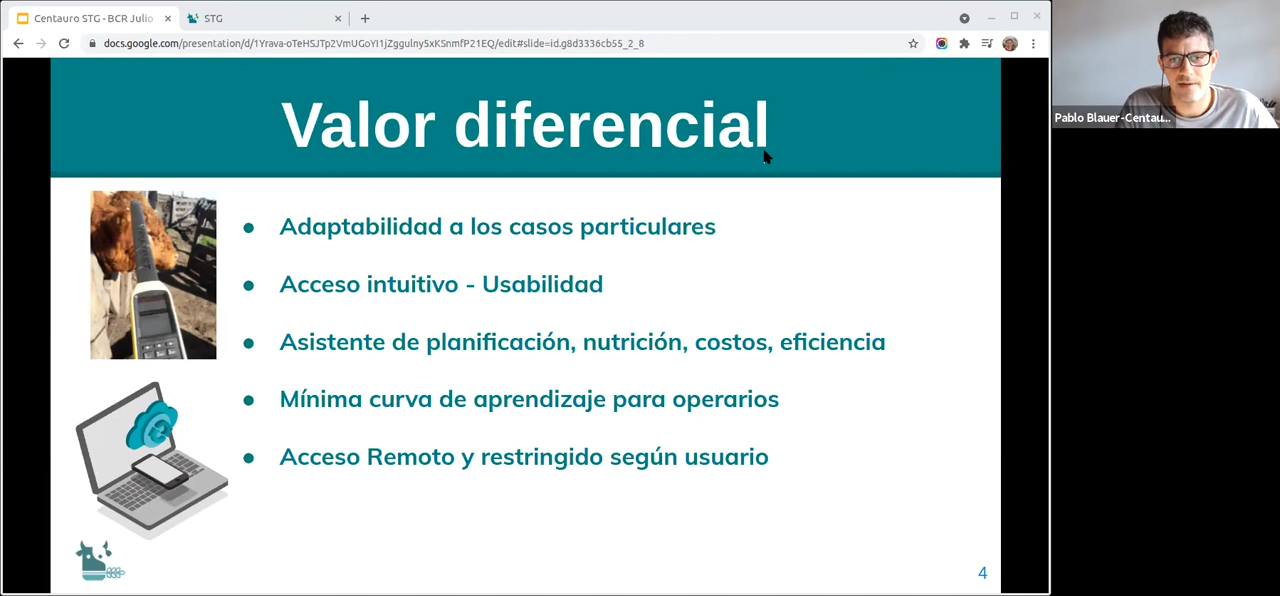 Centauro STG - BCR Julio
STG
docs.google.com/presentation/d/1Yrava-oTeHSJTp2VmUGoYI1jZggulny5xKSnmfP21EQ/edit#slide=id.g8d3336cb55_2_8
Pablo Blauer-Centau...
Valor diferencial
● Adaptabilidad a los casos particulares
● Acceso intuitivo - Usabilidad
● Asistente de planificación, nutrición, costos, eficiencia
● Mínima curva de aprendizaje para operarios
● Acceso Remoto y restringido según usuario
4